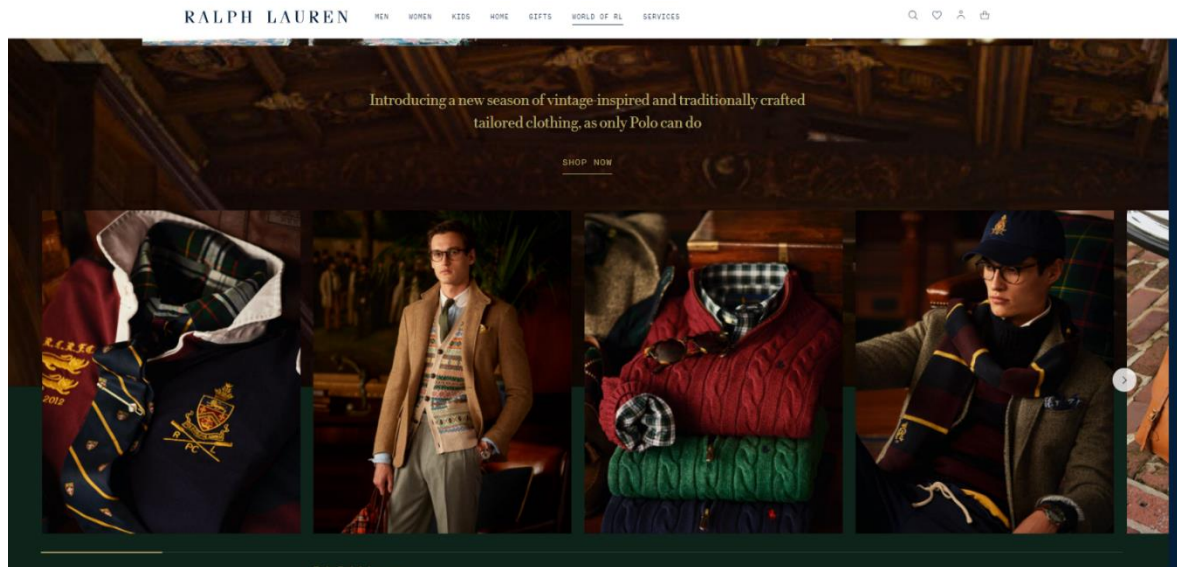 RALPH LAUREN
MEN WOMEN KIDS HOME GIFTS WORLD OF RL SERVICES
Introducing a new season of vintage-inspired and traditionally crafted
tailored clothing, as only Polo can do
SHOP NOW
R.L.R.F.C.
2012
R PC L